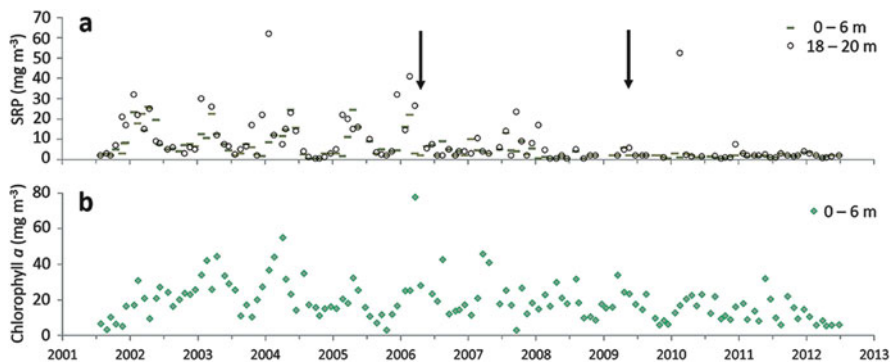 a
SRP (mg m⁻³)
70
60
50
40
30
20
10
0
0 – 6 m
18 – 20 m
b
Chlorophyll a (mg m⁻³)
80
60
40
20
0
0 – 6 m
2001 2002 2003 2004 2005 2006 2007 2008 2009 2010 2011 2012 2013